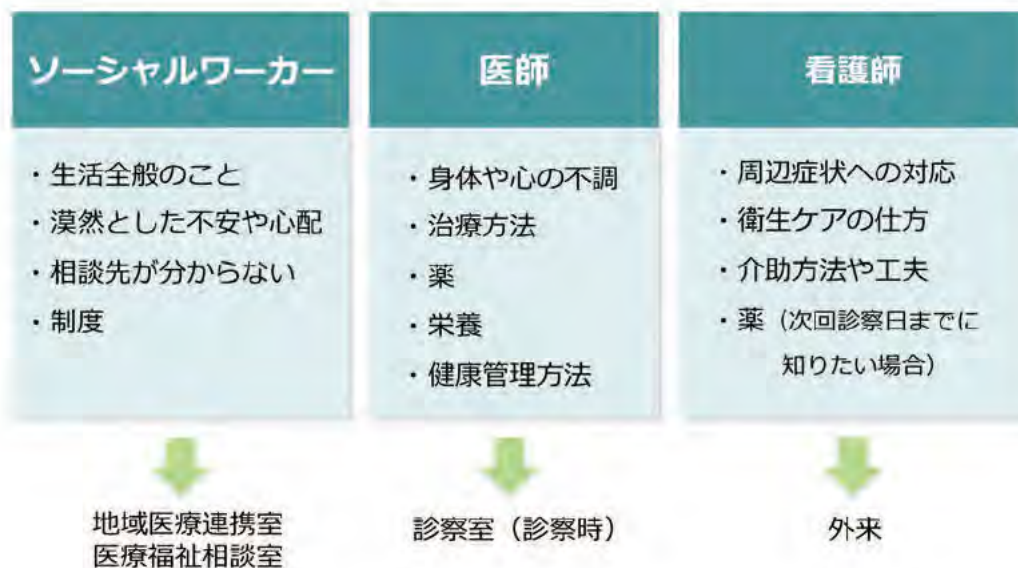 ソーシャルワーカー
・生活全般のこと
・漠然とした不安や心配
・相談先が分からない
・制度
地域医療連携室
医療福祉相談室
医師
・身体や心の不調
・治療方法
・薬
・栄養
・健康管理方法
診察室（診察時）
看護師
・周辺症状への対応
・衛生ケアの仕方
・介助方法や工夫
・薬（次回診察日までに
知りたい場合）
外来